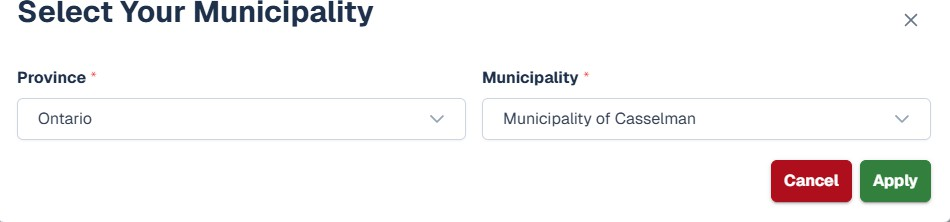 Select Your Municipality
Province *
Municipality *
Ontario
Municipality of Casselman
Cancel
Apply